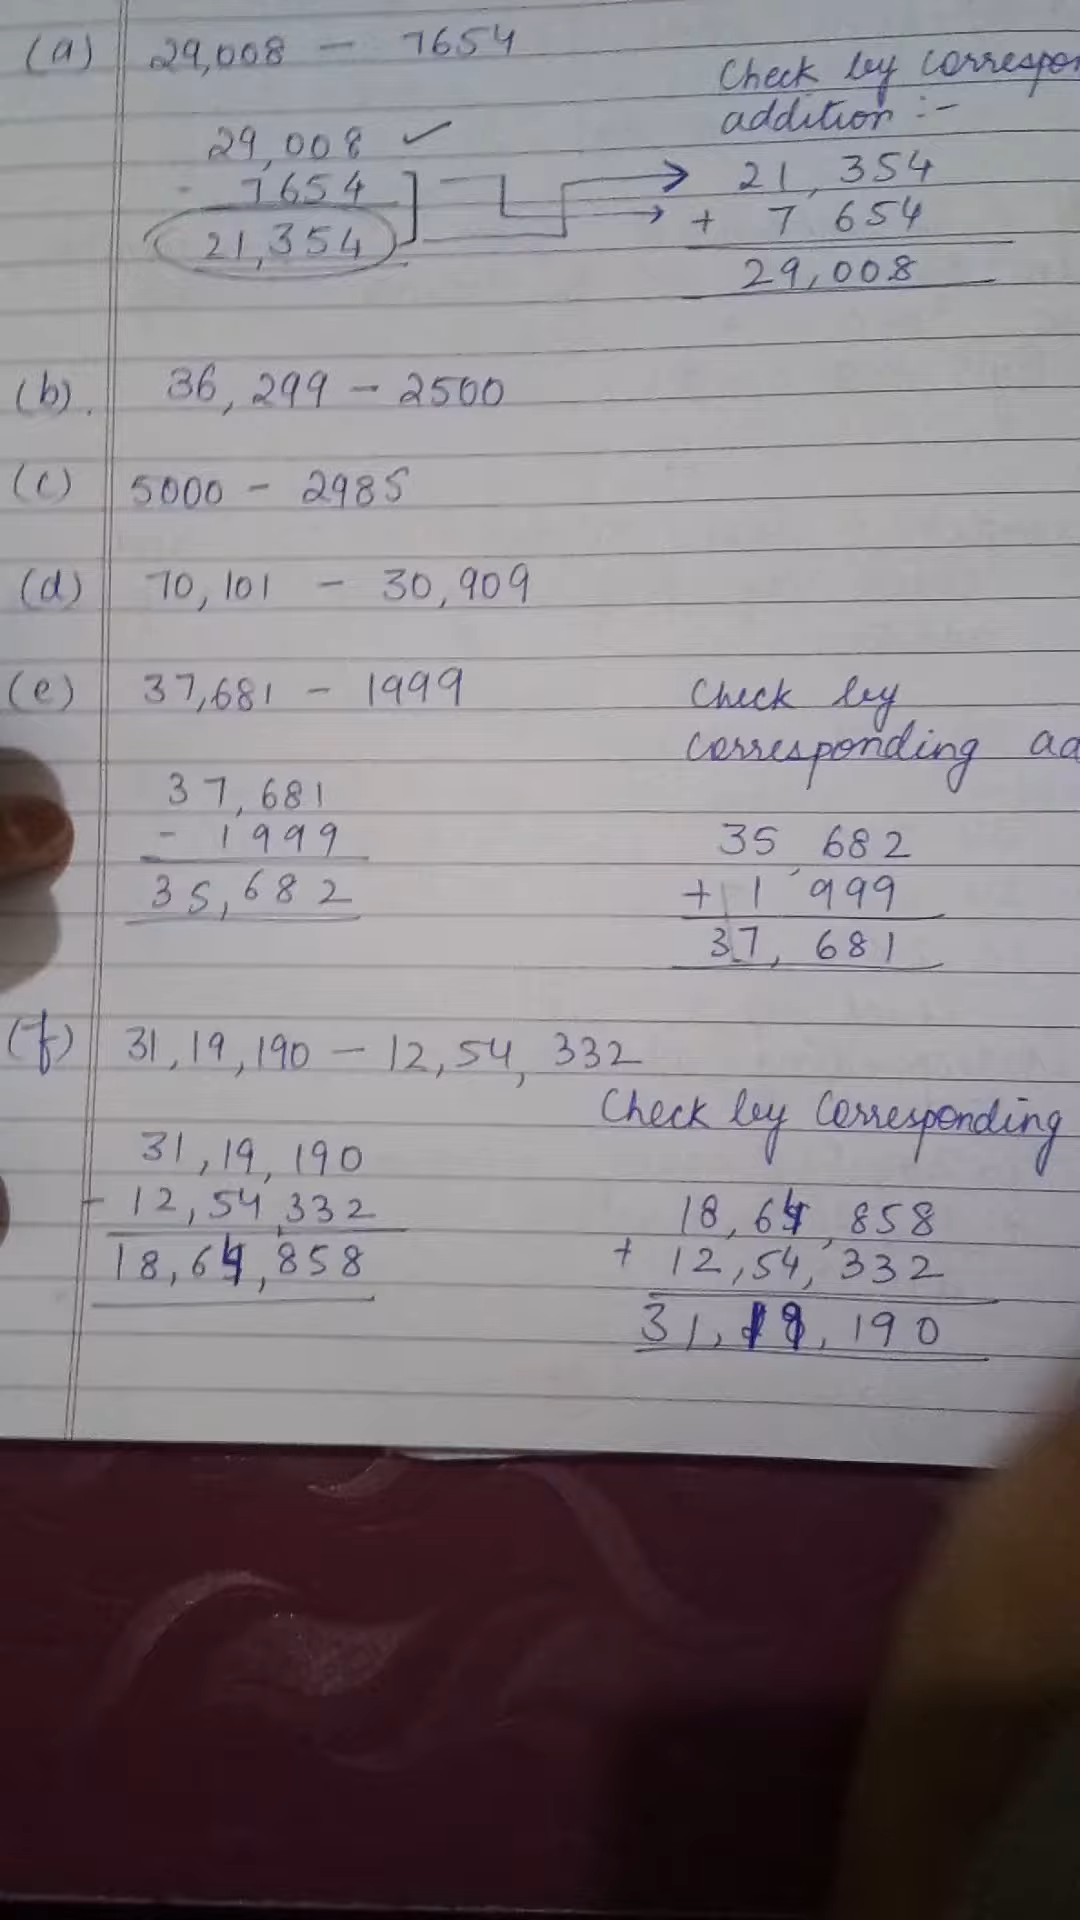 (a) 29,008 - 7654
Check by correspon
addition :-
29,008 ✓
- 7654
21,354
21,354
+ 7 654
29,008
(b). 36,299 - 2500
(c) 5000 - 2985
(d) 70,101 - 30,909
(e) 37,681 - 1999
Check by
corresponding ad
37,681
- 1999
35,682
35,682
+ 1 999
37,681
(f) 31,19,190 - 12,54,332
Check by Corresponding
31,19,190
- 12,54,332
18,64,858
18,64,858
+ 12,54,332
31,19,190